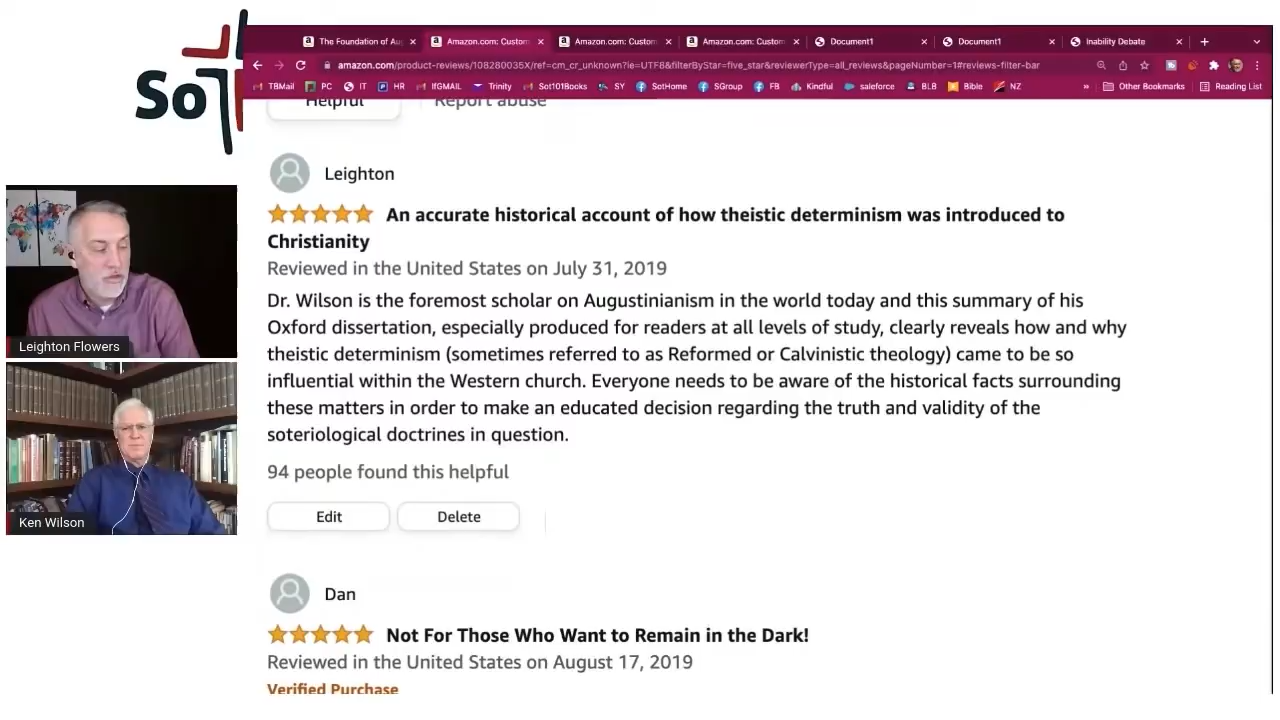 The Foundation of Aug
Amazon.com: Custom
Amazon.com: Custom
Amazon.com: Custom
Document1
Document1
Inability Debate
amazon.com/product-reviews/108280035X/ref=cm_cr_unknown?ie=UTF8&filterByStar=five_star&reviewerType=all_reviews&pageNumber=1#reviews-filter-bar
TBMail PC IT HR IfGMAIL Trinity Sot101Books SY SotHome SGroup FB Kindful saleforce BLB Bible NZ » Other Bookmarks Reading List
SoT
Helpful Report abuse
Leighton
An accurate historical account of how theistic determinism was introduced to
Christianity
Reviewed in the United States on July 31, 2019
Dr. Wilson is the foremost scholar on Augustinianism in the world today and this summary of his
Oxford dissertation, especially produced for readers at all levels of study, clearly reveals how and why
theistic determinism (sometimes referred to as Reformed or Calvinistic theology) came to be so
influential within the Western church. Everyone needs to be aware of the historical facts surrounding
these matters in order to make an educated decision regarding the truth and validity of the
soteriological doctrines in question.
94 people found this helpful
Edit Delete
Dan
Not For Those Who Want to Remain in the Dark!
Reviewed in the United States on August 17, 2019
Verified Purchase
Leighton Flowers
Ken Wilson